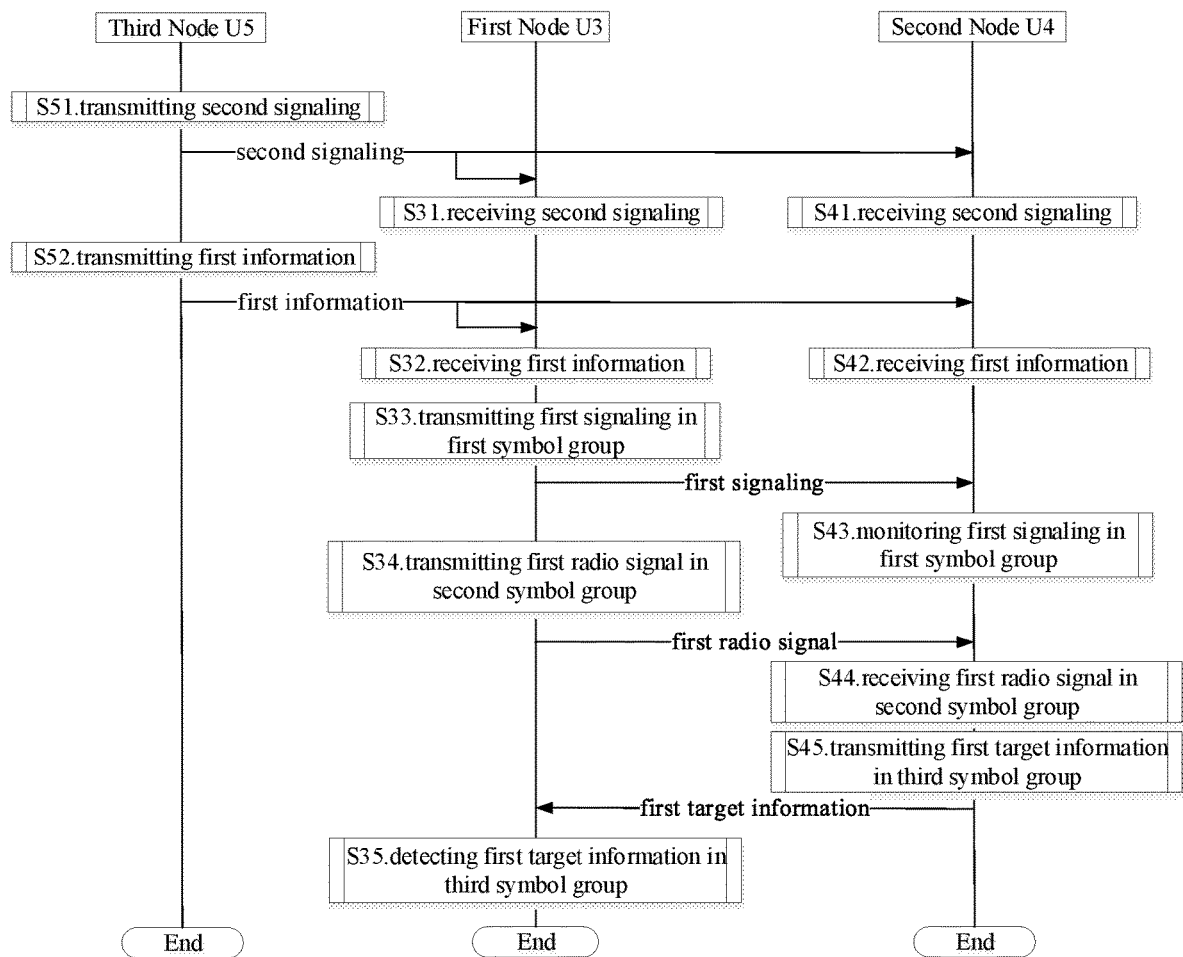 Third Node U5
First Node U3
Second Node U4
S51.transmitting second signaling
second signaling
S31.receiving second signaling
S41.receiving second signaling
S52.transmitting first information
first information
S32.receiving first information
S42.receiving first information
S33.transmitting first signaling in
first symbol group
first signaling
S43.monitoring first signaling in
first symbol group
S34.transmitting first radio signal in
second symbol group
first radio signal
S44.receiving first radio signal in
second symbol group
S45.transmitting first target information
in third symbol group
first target information
S35.detecting first target information in
third symbol group
End
End
End